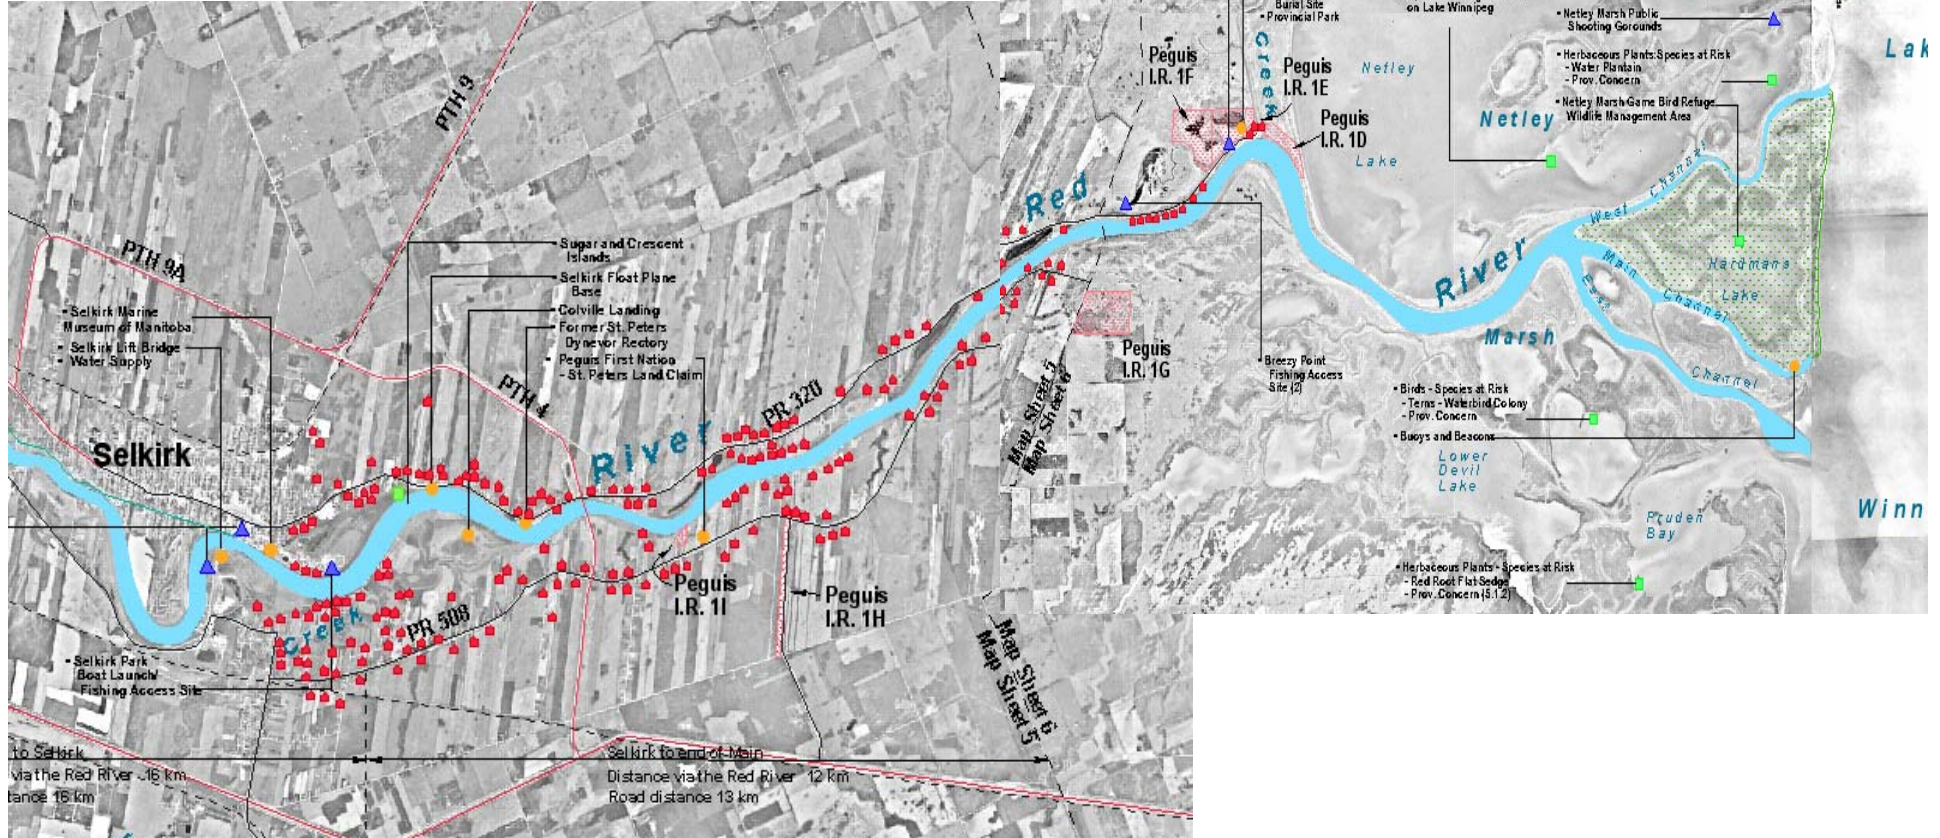 PTH 9
PTH 9A
• Sugar and Crescent
Islands
• Selkirk Float Plane
Base
• Colville Landing
• Former St. Peters
Dynevor Rectory
• Peguis First Nation
- St. Peters Land Claim
• Selkirk Marine
Museum of Manitoba
• Selkirk Lift Bridge
• Water Supply
PTH 4
PR 320
Selkirk
River
Peguis
I.R. 1I
Peguis
I.R. 1H
Creek
PR 508
• Selkirk Park
Boat Launch/
Fishing Access Site
Map Sheet 6
Map Sheet 5
to Selkirk
via the Red River 16 km
tance 16 km
Selkirk to end of Main
Distance via the Red River 12 km
Road distance 13 km
Burial Site
• Provincial Park
Creek
Peguis
I.R. 1F
Peguis
I.R. 1E
Peguis
I.R. 1D
Netley
Lake
on Lake Winnipeg
• Netley Marsh Public
Shooting Gorounds
• Herbaceous Plants:Species at Risk
- Water Plantain
- Prov. Concern
• Netley Marsh Game Bird Refuge
Wildlife Management Area
Netley
Lak
Red
River
West Channel
Main Channel
East Channel
Hardmans
Lake
Marsh
Peguis
I.R. 1G
Map Sheet 5
Map Sheet 6
• Breezy Point
Fishing Access
Site (2)
• Birds - Species at Risk
- Terns - Waterbird Colony
- Prov. Concern
• Buoys and Beacons
Lower
Devil
Lake
Pruden
Bay
Winn
• Herbaceous Plants - Species at Risk
- Red Root Flat Sedge
- Prov. Concern (5.1.2)